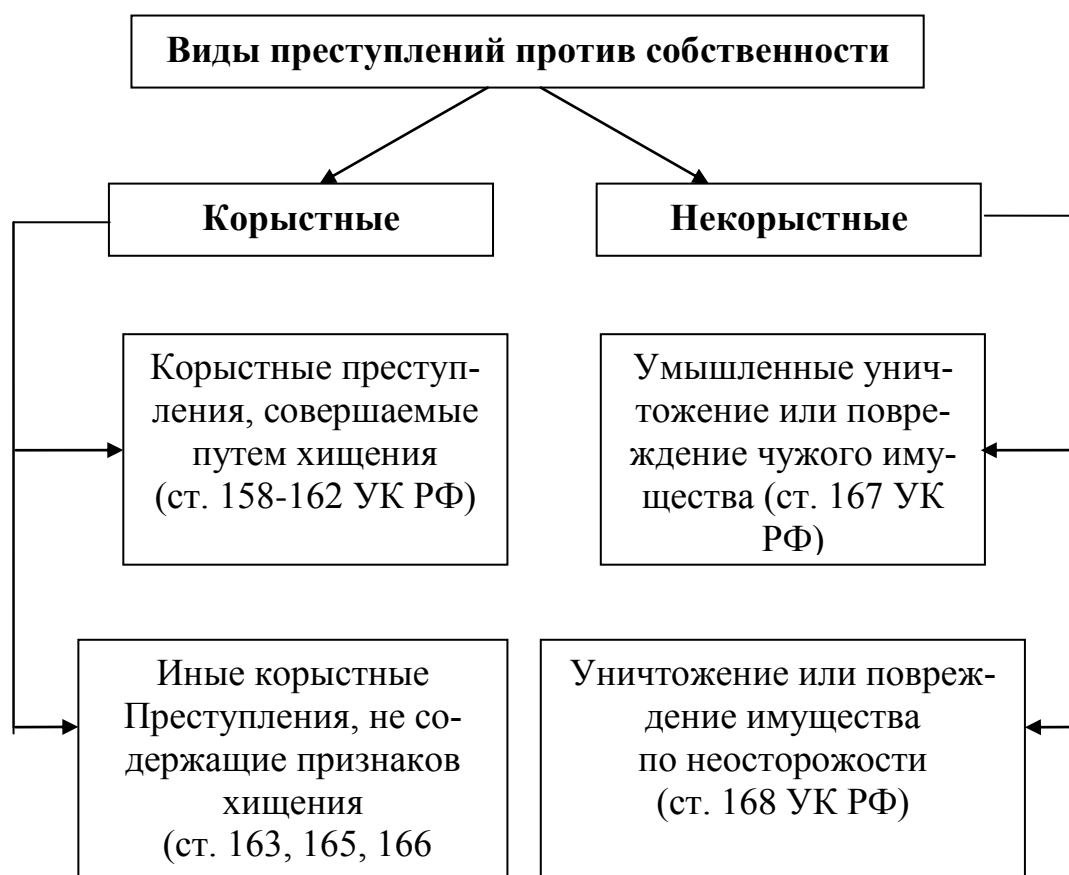 Виды преступлений против собственности
Корыстные
Некорыстные
Корыстные преступ-
ления, совершаемые
путем хищения
(ст. 158-162 УК РФ)
Умышленные унич-
тожение или повре-
ждение чужого иму-
щества (ст. 167 УК
РФ)
Иные корыстные
Преступления, не со-
держащие признаков
хищения
(ст. 163, 165, 166
Уничтожение или повреж-
дение имущества
по неосторожости
(ст. 168 УК РФ)